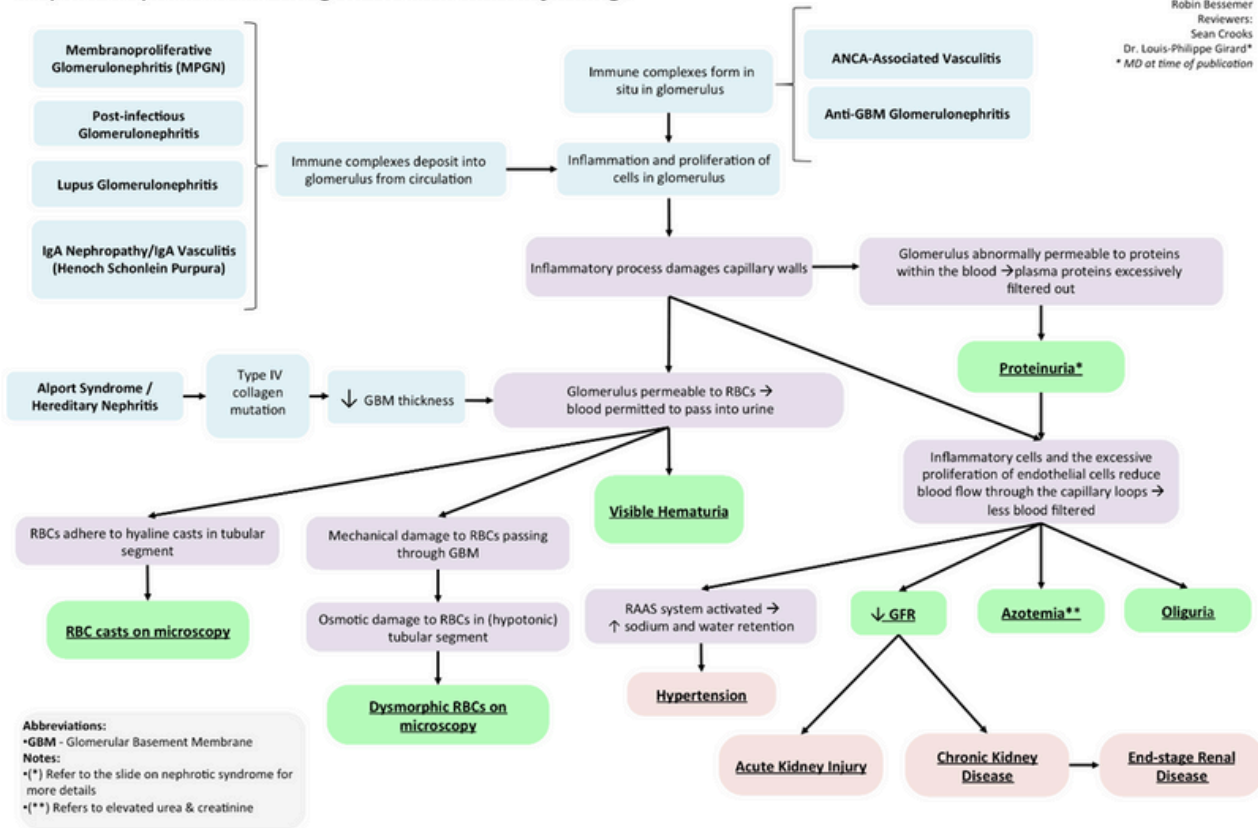 Robin Bessemer
Reviewers:
Sean Crooks
Dr. Louis-Philippe Girard*
* MD at time of publication
Membranoproliferative
Glomerulonephritis (MPGN)
Post-infectious
Glomerulonephritis
Lupus Glomerulonephritis
IgA Nephropathy/IgA Vasculitis
(Henoch Schonlein Purpura)
Immune complexes deposit into
glomerulus from circulation
Immune complexes form in
situ in glomerulus
ANCA-Associated Vasculitis
Anti-GBM Glomerulonephritis
Inflammation and proliferation of
cells in glomerulus
Inflammatory process damages capillary walls
Glomerulus abnormally permeable to proteins
within the blood →plasma proteins excessively
filtered out
Proteinuria*
Alport Syndrome /
Hereditary Nephritis
Type IV
collagen
mutation
↓ GBM thickness
Glomerulus permeable to RBCs →
blood permitted to pass into urine
Inflammatory cells and the excessive
proliferation of endothelial cells reduce
blood flow through the capillary loops →
less blood filtered
RBCs adhere to hyaline casts in tubular
segment
RBC casts on microscopy
Mechanical damage to RBCs passing
through GBM
Osmotic damage to RBCs in (hypotonic)
tubular segment
Dysmorphic RBCs on
microscopy
Visible Hematuria
RAAS system activated →
↑ sodium and water retention
Hypertension
↓ GFR
Azotemia**
Oliguria
Acute Kidney Injury
Chronic Kidney
Disease
End-stage Renal
Disease
Abbreviations:
•GBM - Glomerular Basement Membrane
Notes:
•(*) Refer to the slide on nephrotic syndrome for
more details
•(**) Refers to elevated urea & creatinine